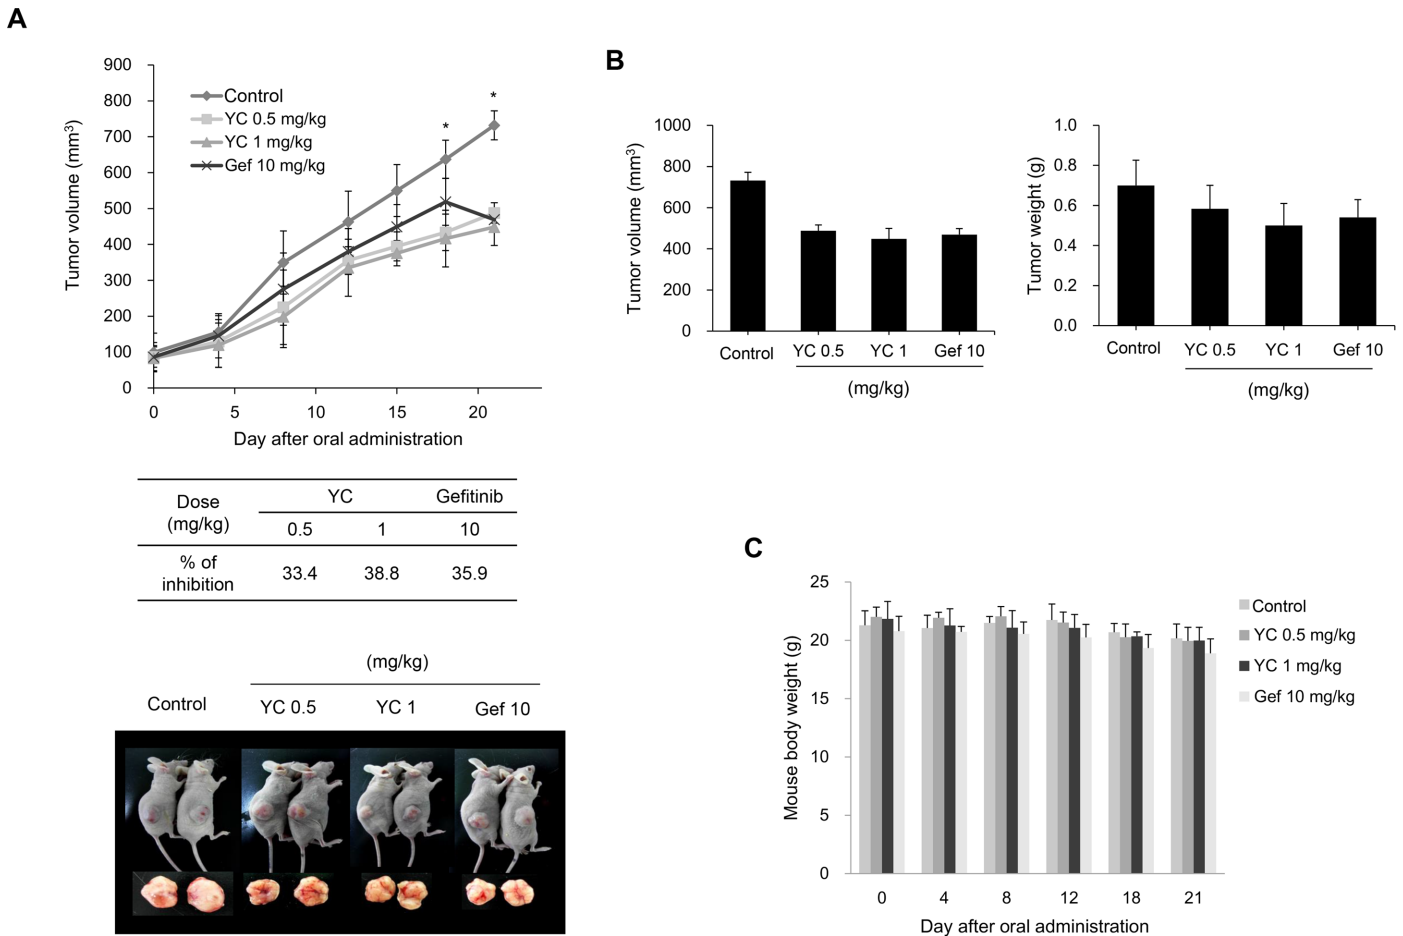 A
900
800
700
600
500
400
300
200
100
0
Tumor volume (mm³)
Control
YC 0.5 mg/kg
YC 1 mg/kg
Gef 10 mg/kg
*
*
0 5 10 15 20
Day after oral administration
Dose (mg/kg)
YC Gefitinib
0.5 1 10
% of inhibition
33.4 38.8 35.9
(mg/kg)
Control YC 0.5 YC 1 Gef 10
B
1000
800
600
400
200
0
Tumor volume (mm³)
Control YC 0.5 YC 1 Gef 10
(mg/kg)
1.0
0.8
0.6
0.4
0.2
0.0
Tumor weight (g)
Control YC 0.5 YC 1 Gef 10
(mg/kg)
C
25
20
15
10
5
0
Mouse body weight (g)
Control
YC 0.5 mg/kg
YC 1 mg/kg
Gef 10 mg/kg
0 4 8 12 18 21
Day after oral administration